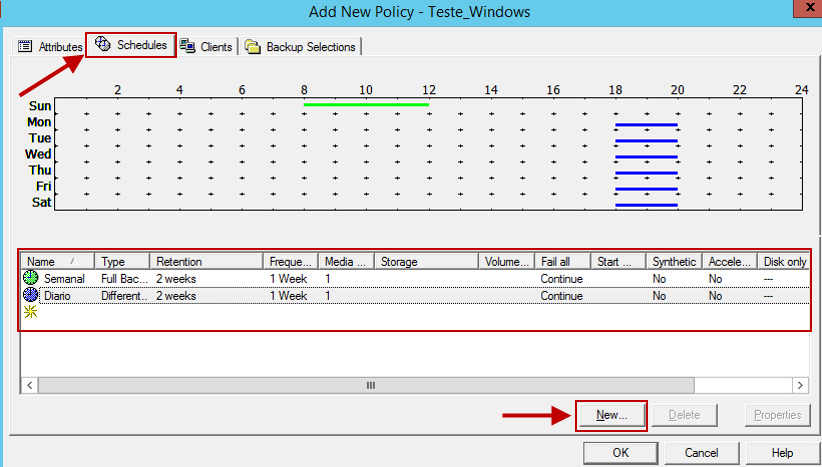 Add New Policy - Teste_Windows
x
Attributes Schedules Clients Backup Selections
2 4 6 8 10 12 14 16 18 20 22 24
Sun
Mon
Tue
Wed
Thu
Fri
Sat
Name Type Retention Freque... Media ... Storage Volume... Fail all Start ... Synthetic Accele... Disk only
Semanal Full Bac... 2 weeks 1 Week 1 Continue No No ---
Diario Different... 2 weeks 1 Week 1 Continue No No ---
New... Delete Properties
OK Cancel Help